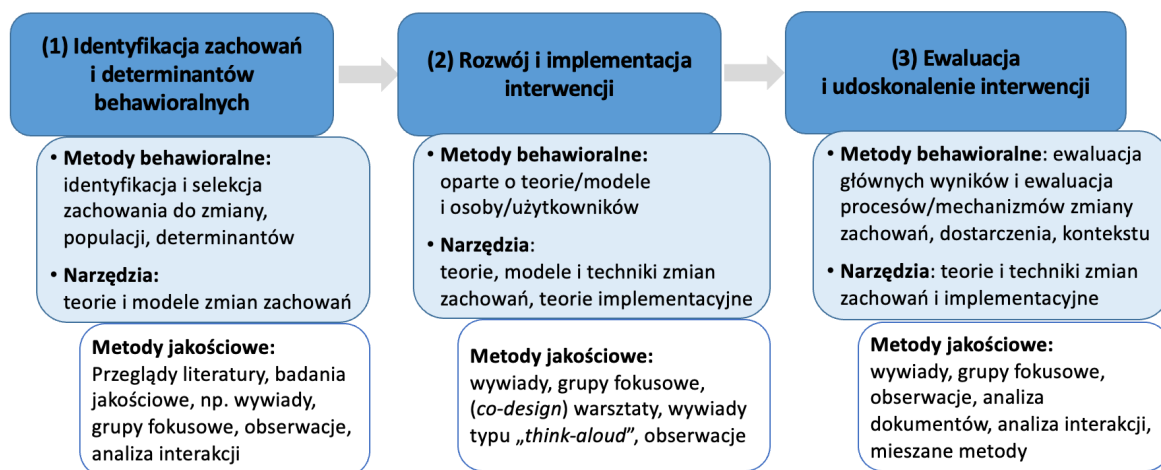 (1) Identyfikacja zachowań
i determinantów
behawioralnych
• Metody behawioralne:
identyfikacja i selekcja
zachowania do zmiany,
populacji, determinantów
• Narzędzia:
teorie i modele zmian zachowań
Metody jakościowe:
Przeglądy literatury, badania
jakościowe, np. wywiady,
grupy fokusowe, obserwacje,
analiza interakcji
(2) Rozwój i implementacja
interwencji
• Metody behawioralne:
oparte o teorie/modele
i osoby/użytkowników
• Narzędzia:
teorie, modele i techniki zmian
zachowań, teorie implementacyjne
Metody jakościowe:
wywiady, grupy fokusowe,
(co-design) warsztaty, wywiady
typu „think-aloud”, obserwacje
(3) Ewaluacja
i udoskonalenie interwencji
• Metody behawioralne: ewaluacja
głównych wyników i ewaluacja
procesów/mechanizmów zmiany
zachowań, dostarczenia, kontekstu
• Narzędzia: teorie i techniki zmian
zachowań i implementacyjne
Metody jakościowe:
wywiady, grupy fokusowe,
obserwacje, analiza
dokumentów, analiza interakcji,
mieszane metody